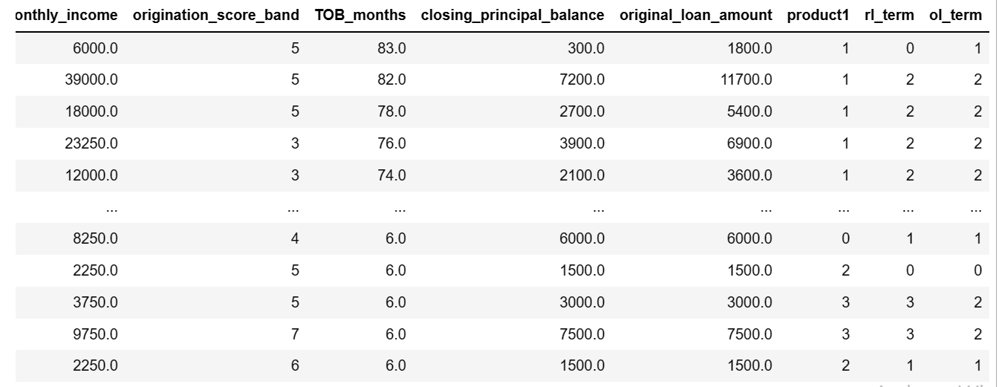 onthly_income origination_score_band TOB_months closing_principal_balance original_loan_amount product1 rl_term ol_term
6000.0 5 83.0 300.0 1800.0 1 0 1
39000.0 5 82.0 7200.0 11700.0 1 2 2
18000.0 5 78.0 2700.0 5400.0 1 2 2
23250.0 3 76.0 3900.0 6900.0 1 2 2
12000.0 3 74.0 2100.0 3600.0 1 2 2
... ... ... ... ... ... ... ...
8250.0 4 6.0 6000.0 6000.0 0 1 1
2250.0 5 6.0 1500.0 1500.0 2 0 0
3750.0 5 6.0 3000.0 3000.0 3 3 2
9750.0 7 6.0 7500.0 7500.0 3 3 2
2250.0 6 6.0 1500.0 1500.0 2 1 1